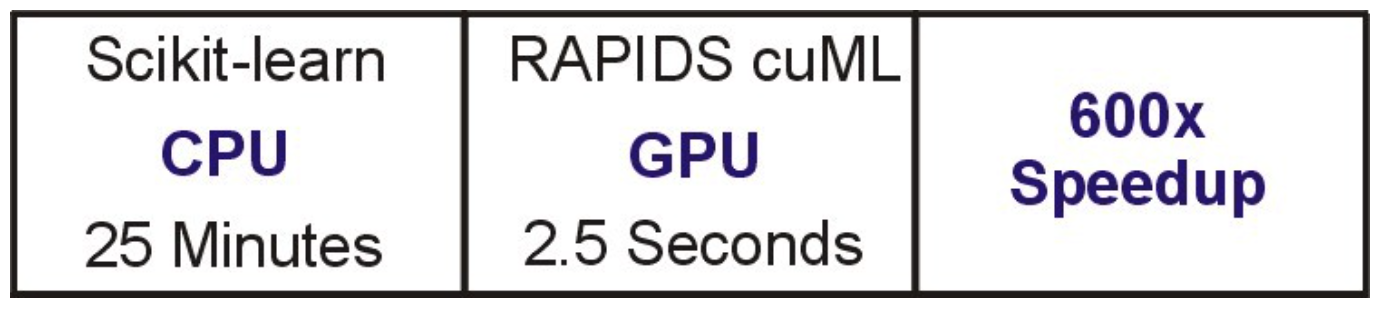 Scikit-learn
CPU
25 Minutes
RAPIDS cuML
GPU
2.5 Seconds
600x
Speedup